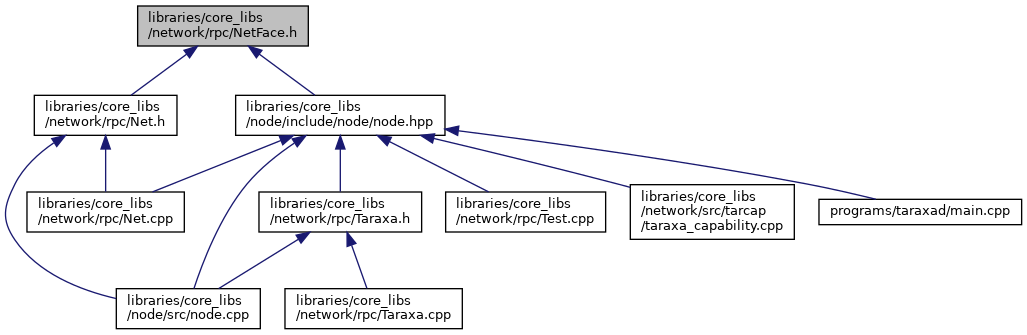 libraries/core_libs
/network/rpc/NetFace.h
libraries/core_libs
/network/rpc/Net.h
libraries/core_libs
/node/include/node/node.hpp
libraries/core_libs
/network/rpc/Net.cpp
libraries/core_libs
/network/rpc/Taraxa.h
libraries/core_libs
/network/rpc/Test.cpp
libraries/core_libs
/network/src/tarcap
/taraxa_capability.cpp
programs/taraxad/main.cpp
libraries/core_libs
/node/src/node.cpp
libraries/core_libs
/network/rpc/Taraxa.cpp